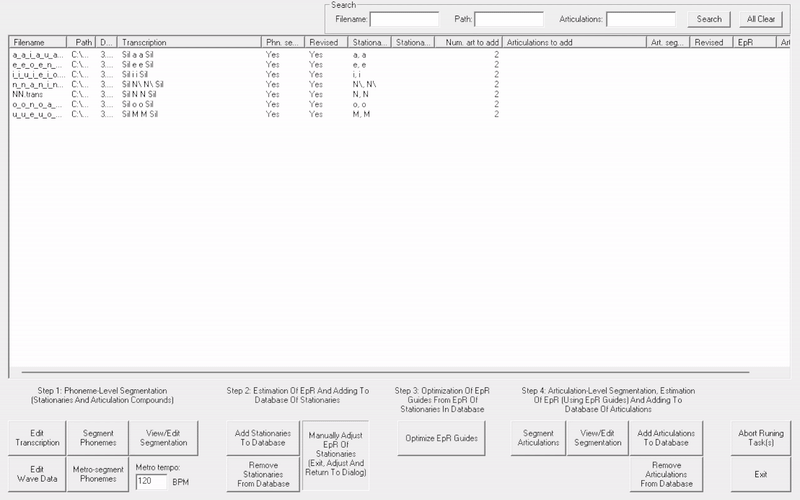 Search
Filename: Path: Articulations: Search All Clear
Filename Path D... Transcription Phn. se... Revised Stationa... Stationa... Num. art to add Articulations to add Art. seg... Revised EpR Art
a_a_i_a_u_a... C:\... 3.... Sil a a Sil Yes Yes a, a 2
e_e_o_e_n_... C:\... 3.... Sil e e Sil Yes Yes e, e 2
i_i_u_i_e_i_o... C:\... 3.... Sil i i Sil Yes Yes i, i 2
n_n_a_n_i_n... C:\... 3.... Sil N\ N\ Sil Yes Yes N\, N\ 2
NN.trans C:\... 3.... Sil N N Sil Yes Yes N, N 2
o_o_n_o_a_... C:\... 3.... Sil o o Sil Yes Yes o, o 2
u_u_e_u_o_... C:\... 3.... Sil M M Sil Yes Yes M, M 2
Step 1: Phoneme-Level Segmentation
(Stationaries And Articulation Compounds)
Edit
Transcription
Segment
Phonemes
View/Edit
Segmentation
Edit
Wave Data
Metro-segment
Phonemes
Metro tempo:
120 BPM
Step 2: Estimation Of EpR And Adding To
Database Of Stationaries
Add Stationaries
To Database
Remove
Stationaries
From Database
Manually Adjust
EpR Of
Stationaries
(Exit, Adjust And
Return To Dialog)
Step 3: Optimization Of EpR
Guides From EpR Of
Stationaries In Database
Optimize EpR Guides
Step 4: Articulation-Level Segmentation, Estimation
Of EpR (Using EpR Guides) And Adding To
Database Of Articulations
Segment
Articulations
View/Edit
Segmentation
Add Articulations
To Database
Remove
Articulations
From Database
Abort Runing
Task(s)
Exit